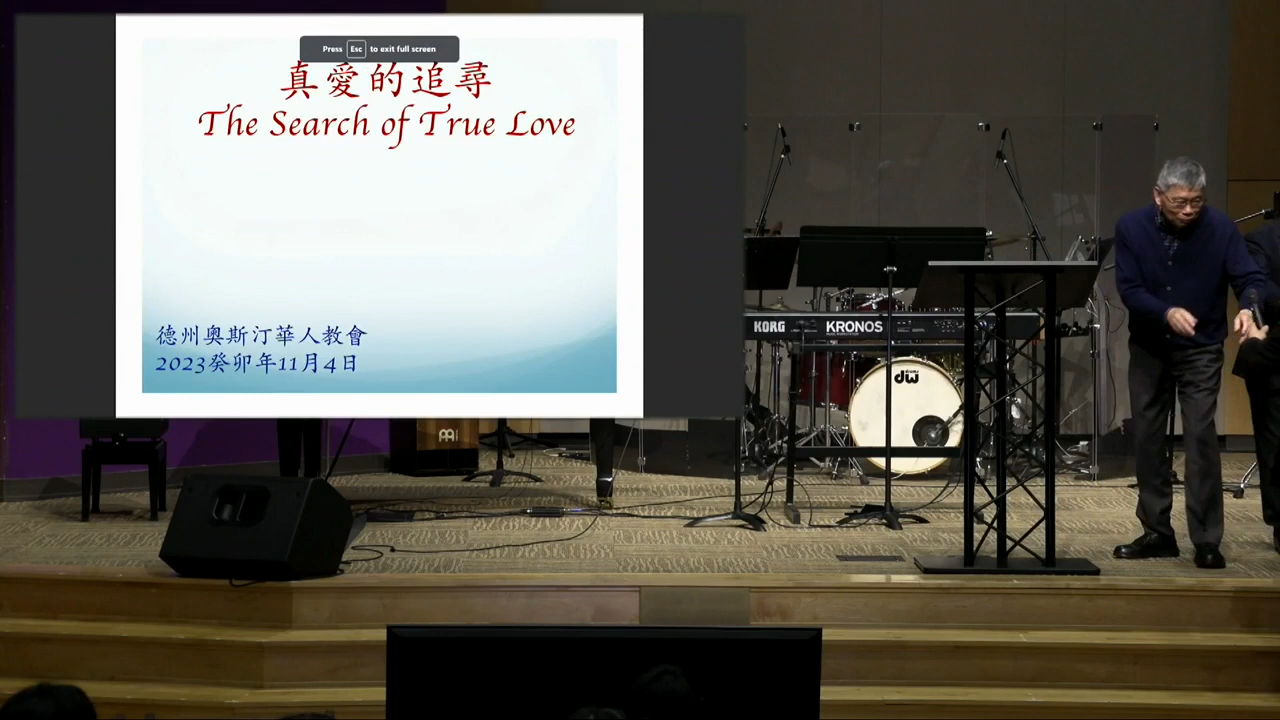 Press Esc to exit full screen
真愛的追尋
The Search of True Love
德州奧斯汀華人教會
2023癸卯年11月4日
KORG KRONOS
dw